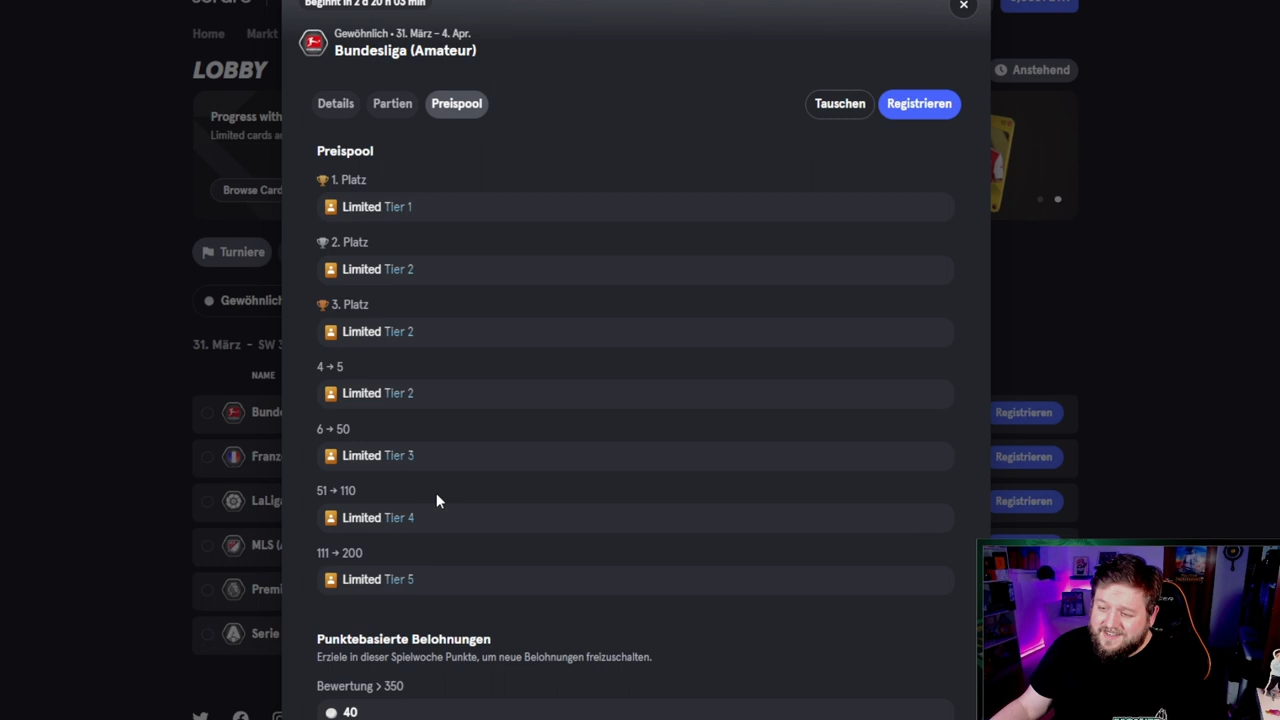 Beginnt in 2 d 20 h 03 min
Home Markt
LOBBY
Progress with
Limited cards a
Browse Card
Turniere
Gewöhnlich
31. März - SW 3
NAME
Bunde
Franz
LaLiga
MLS (A
Premi
Serie
Gewöhnlich • 31. März – 4. Apr.
Bundesliga (Amateur)
Details Partien Preispool
Tauschen Registrieren
Preispool
1. Platz
Limited Tier 1
2. Platz
Limited Tier 2
3. Platz
Limited Tier 2
4 → 5
Limited Tier 2
6 → 50
Limited Tier 3
51 → 110
Limited Tier 4
111 → 200
Limited Tier 5
Punktebasierte Belohnungen
Erziele in dieser Spielwoche Punkte, um neue Belohnungen freizuschalten.
Bewertung > 350
40
Anstehend
Registrieren
Registrieren
Registrieren